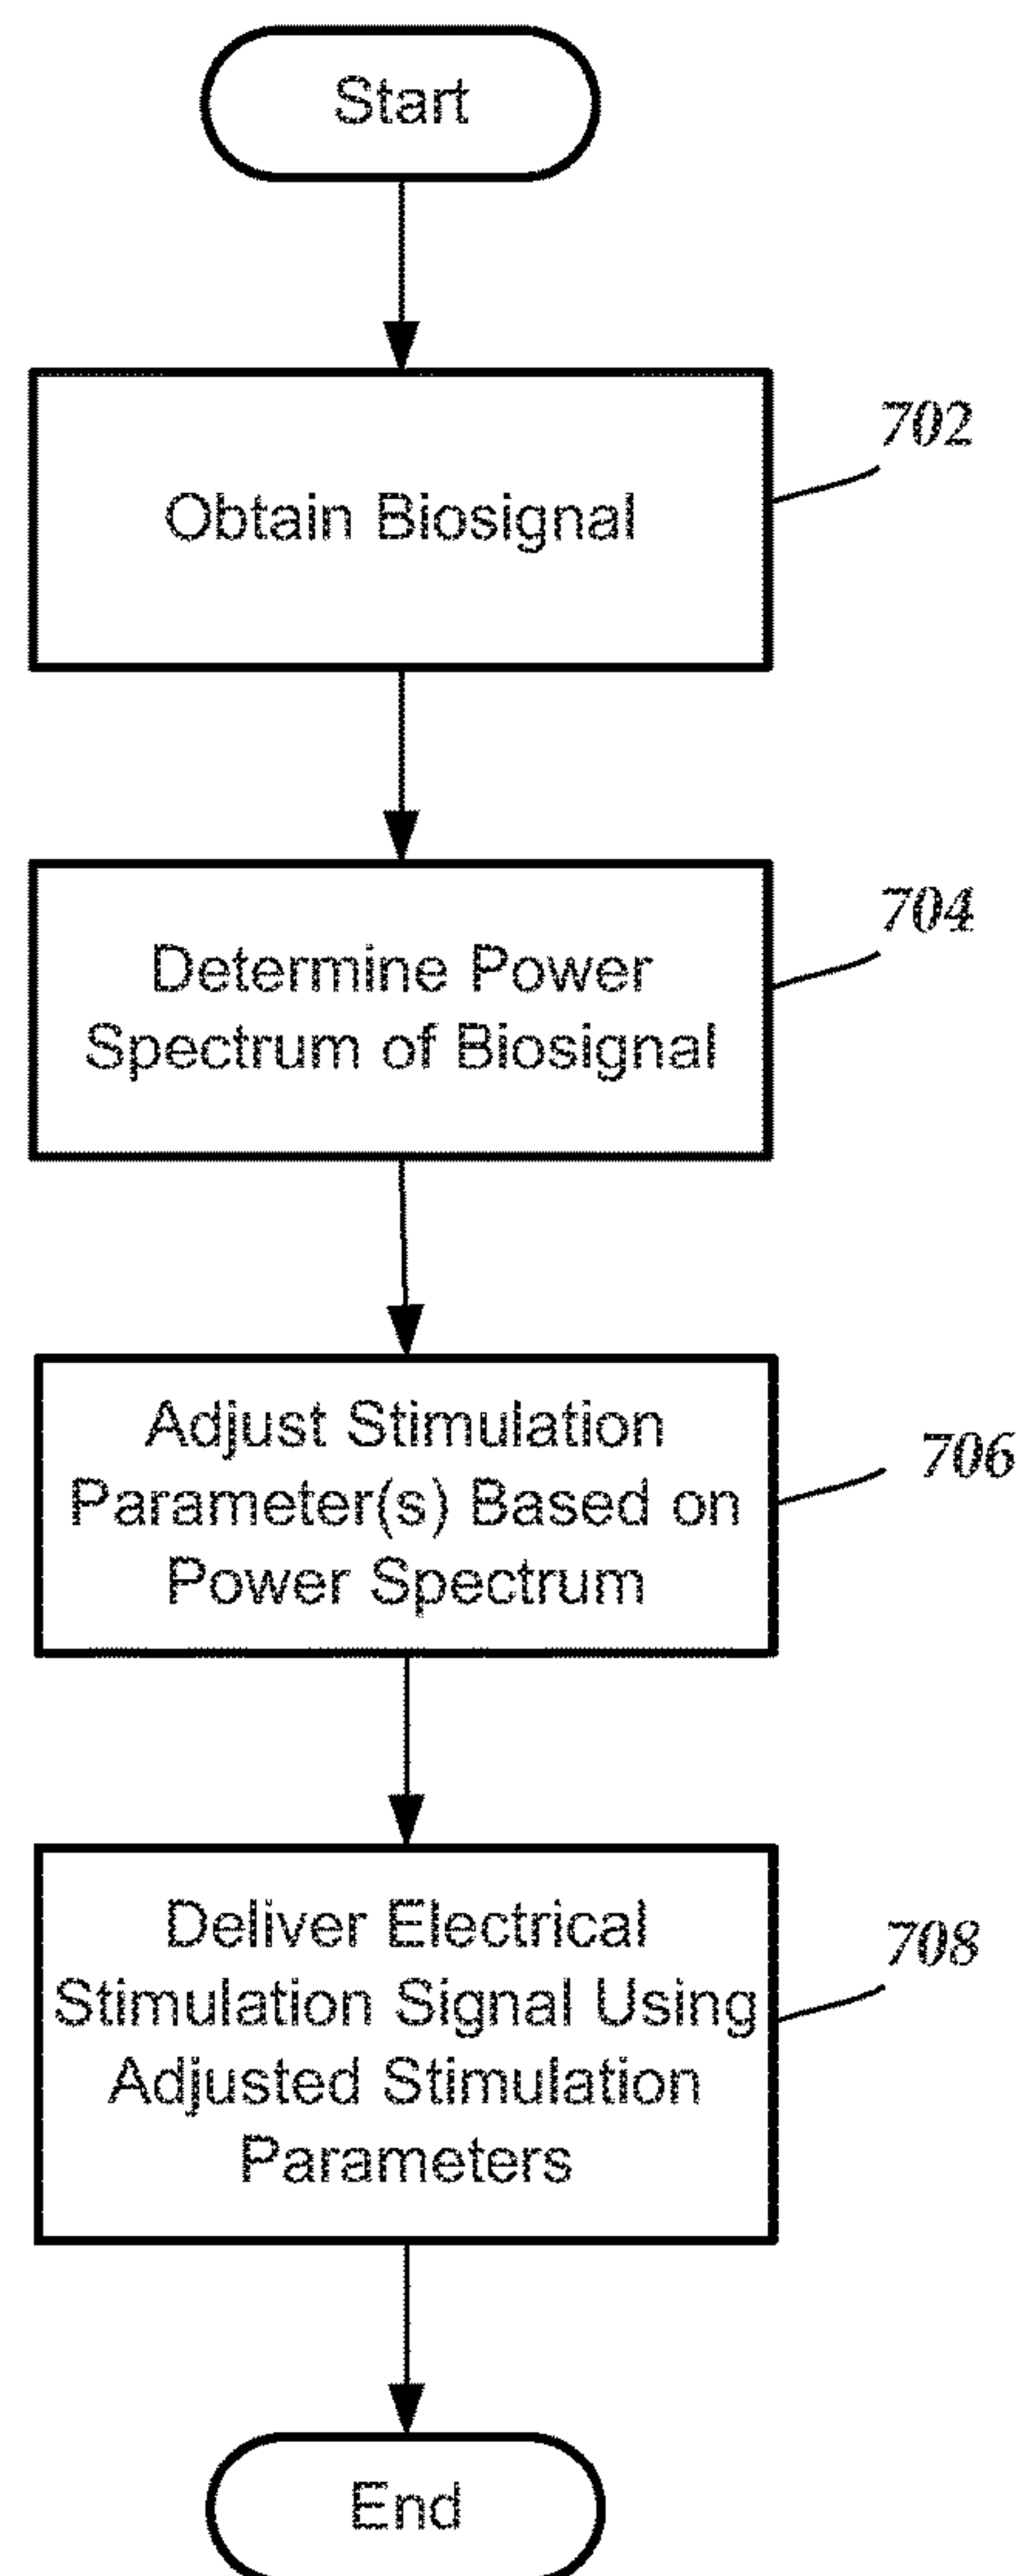 Start
Obtain Biosignal
702
Determine Power
Spectrum of Biosignal
704
Adjust Stimulation
Parameter(s) Based on
Power Spectrum
706
Deliver Electrical
Stimulation Signal Using
Adjusted Stimulation
Parameters
708
End